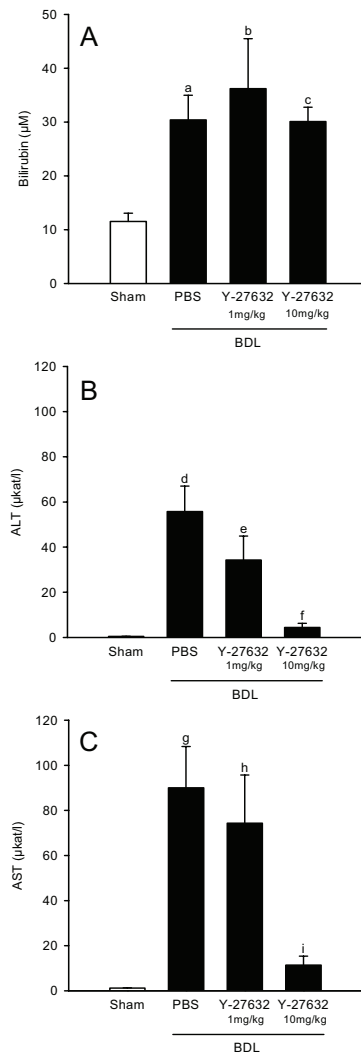 A
Bilirubin (µM)
50
40
30
20
10
0
a
b
c
Sham PBS Y-27632 Y-27632
1mg/kg 10mg/kg
BDL
B
ALT (µkat/l)
120
100
80
60
40
20
0
d
e
f
Sham PBS Y-27632 Y-27632
1mg/kg 10mg/kg
BDL
C
AST (µkat/l)
120
100
80
60
40
20
0
g
h
i
Sham PBS Y-27632 Y-27632
1mg/kg 10mg/kg
BDL